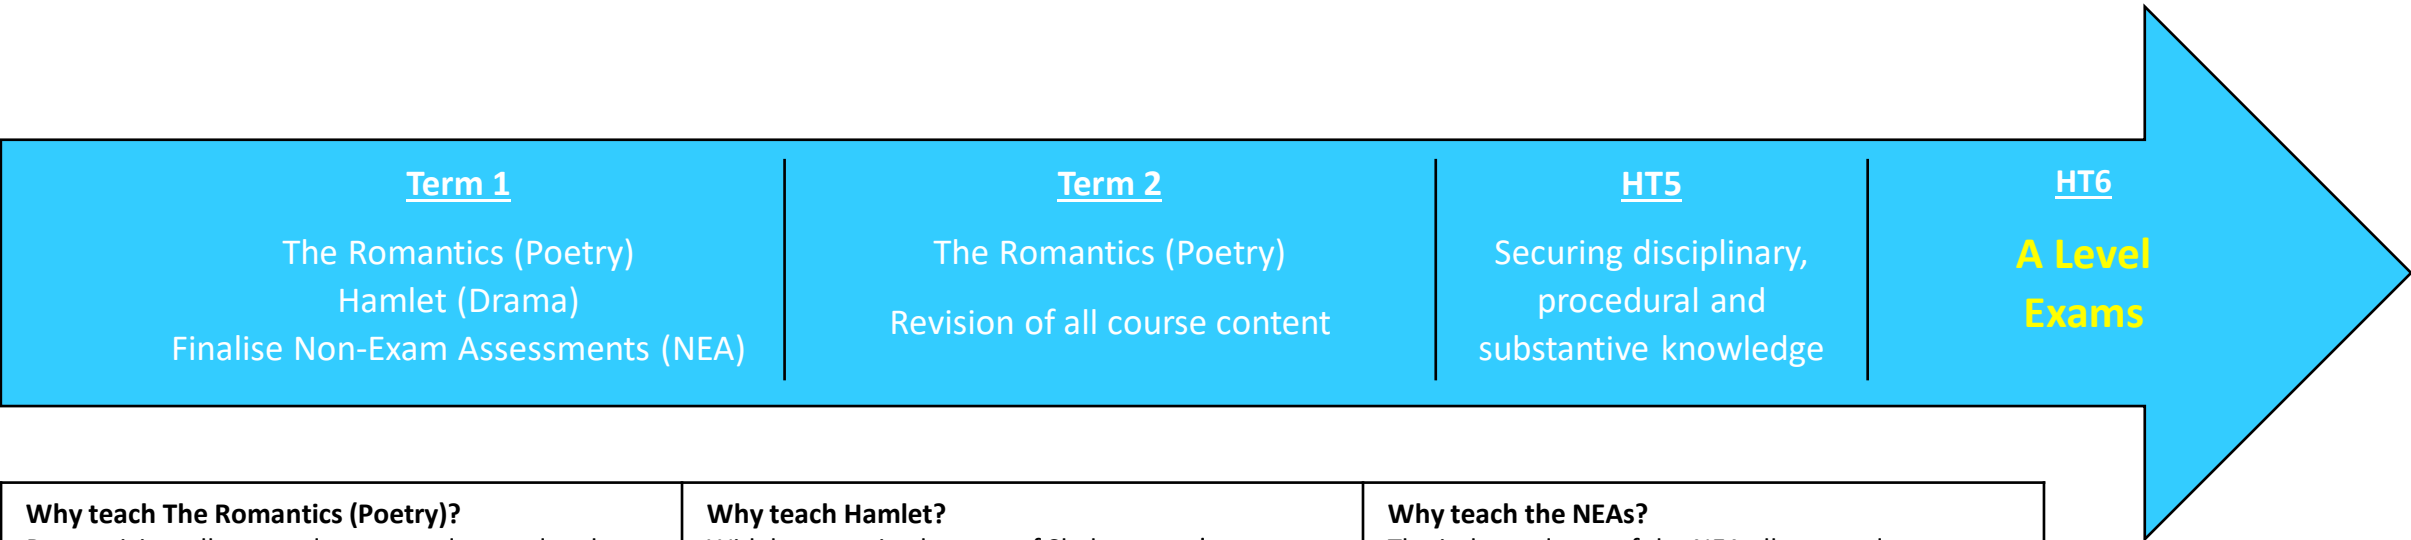 Term 1
The Romantics (Poetry)
Hamlet (Drama)
Finalise Non-Exam Assessments (NEA)
Term 2
The Romantics (Poetry)
Revision of all course content
HT5
Securing disciplinary,
procedural and
substantive knowledge
HT6
A Level
Exams
Why teach The Romantics (Poetry)?
Why teach Hamlet?
Why teach the NEAs?